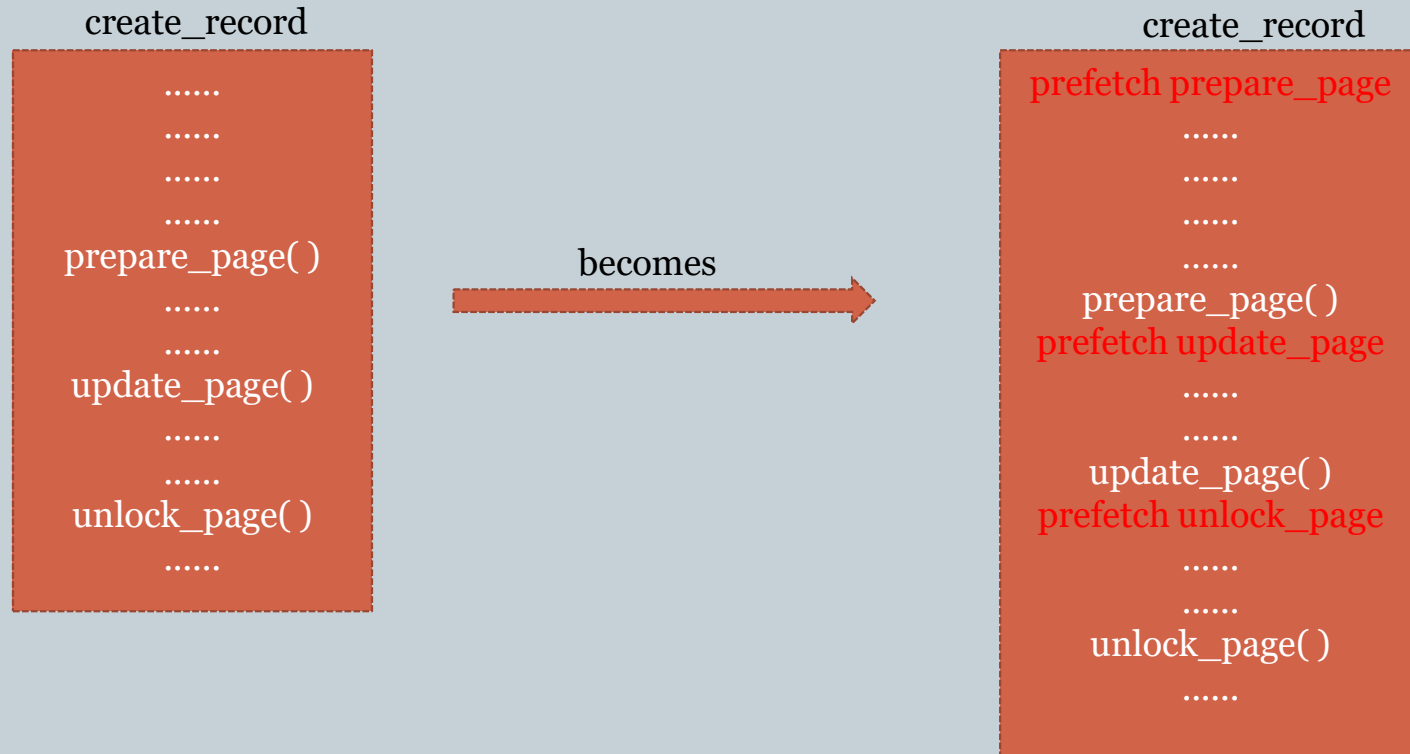 create_record
......
......
......
......
prepare_page( )
......
......
update_page( )
......
......
unlock_page( )
......
becomes
create_record
prefetch prepare_page
......
......
......
......
prepare_page( )
prefetch update_page
......
......
update_page( )
prefetch unlock_page
......
......
unlock_page( )
......